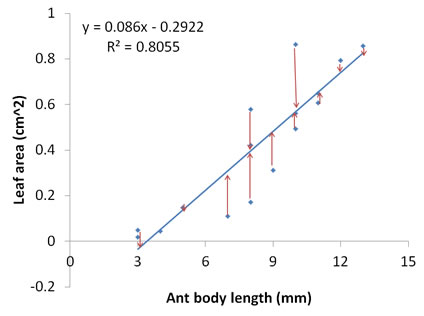 y = 0.086x - 0.2922
R² = 0.8055
1
0.8
0.6
0.4
0.2
0
-0.2
Leaf area (cm^2)
0 3 6 9 12 15
Ant body length (mm)